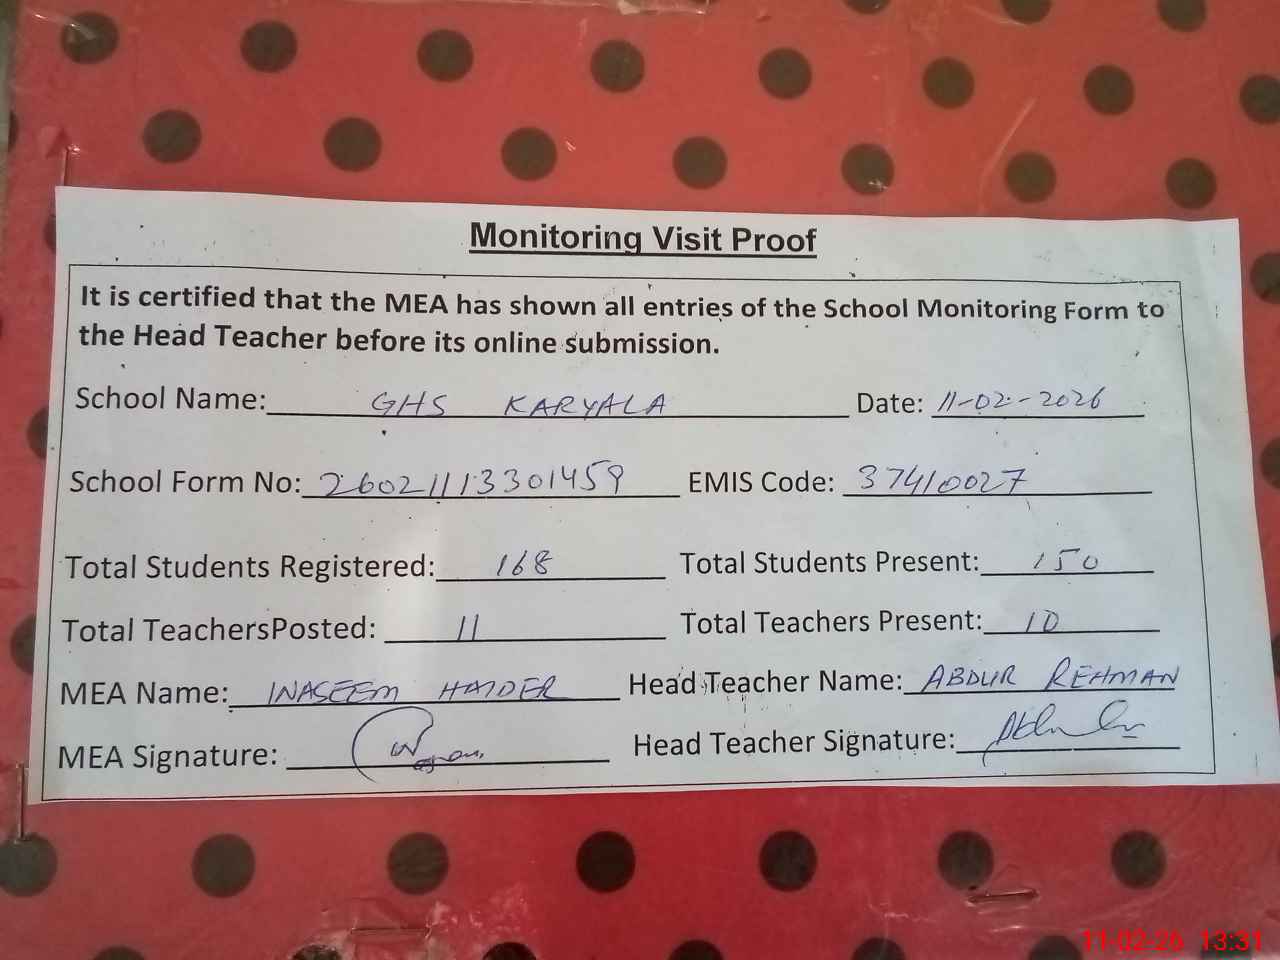 Monitoring Visit Proof
It is certified that the MEA has shown all entries of the School Monitoring Form to
the Head Teacher before its online submission.
School Name: GHS KARYALA Date: 11-02-2026
School Form No: 260211113301459 EMIS Code: 37410027
Total Students Registered: 168 Total Students Present: 150
Total TeachersPosted: 11 Total Teachers Present: 10
MEA Name: WASEEM HAIDER Head Teacher Name: ABDUR REHMAN
MEA Signature: Head Teacher Signature:
11-02-26 13:31